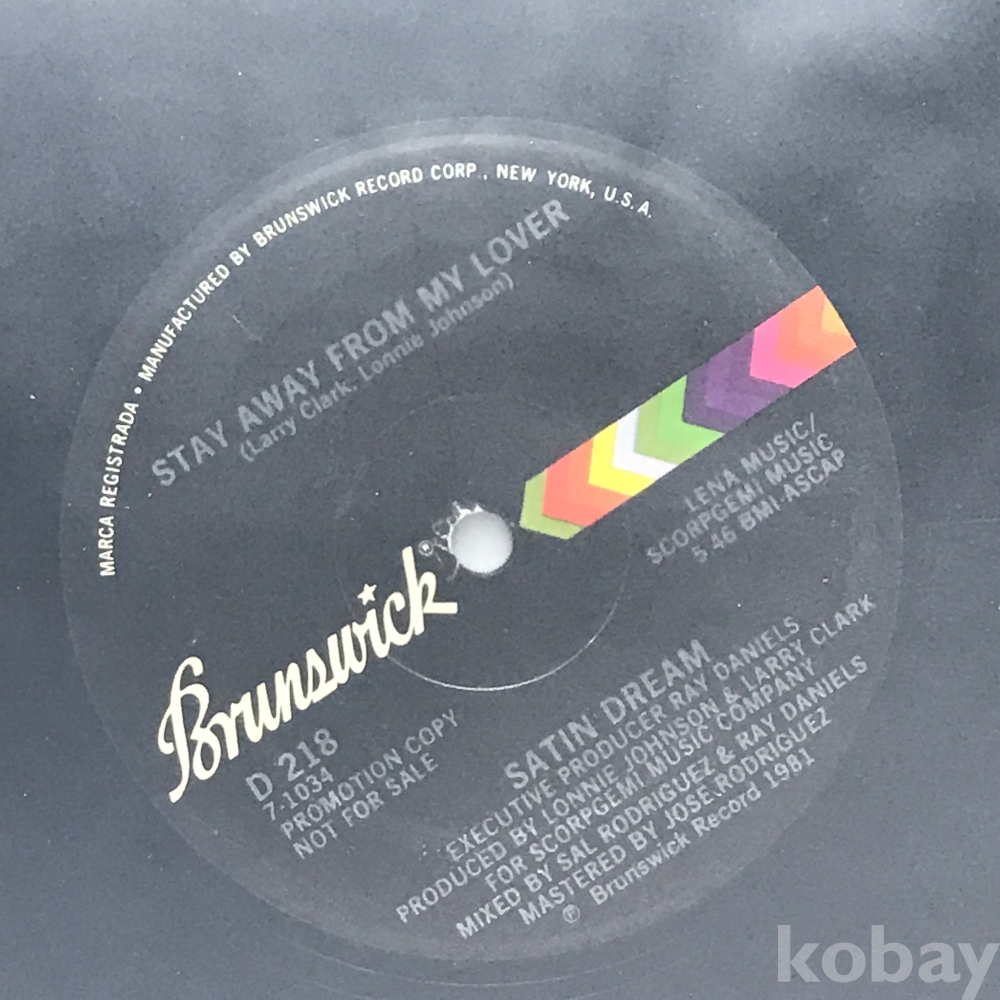 MARCA REGISTRADA • MANUFACTURED BY BRUNSWICK RECORD CORP., NEW YORK, U.S.A.
STAY AWAY FROM MY LOVER
(Larry Clark, Lonnie Johnson)
LENA MUSIC/
SCORPGEMI MUSIC
5 46 BMI-ASCAP
Brunswick®
D 218
7-1034
PROMOTION COPY
NOT FOR SALE
SATIN DREAM
EXECUTIVE PRODUCER RAY DANIELS
PRODUCED BY LONNIE JOHNSON & LARRY CLARK
FOR SCORPGEMI MUSIC COMPANY
MIXED BY SAL RODRIGUEZ & RAY DANIELS
MASTERED BY JOSE RODRIGUEZ
℗ Brunswick Record 1981
kobay